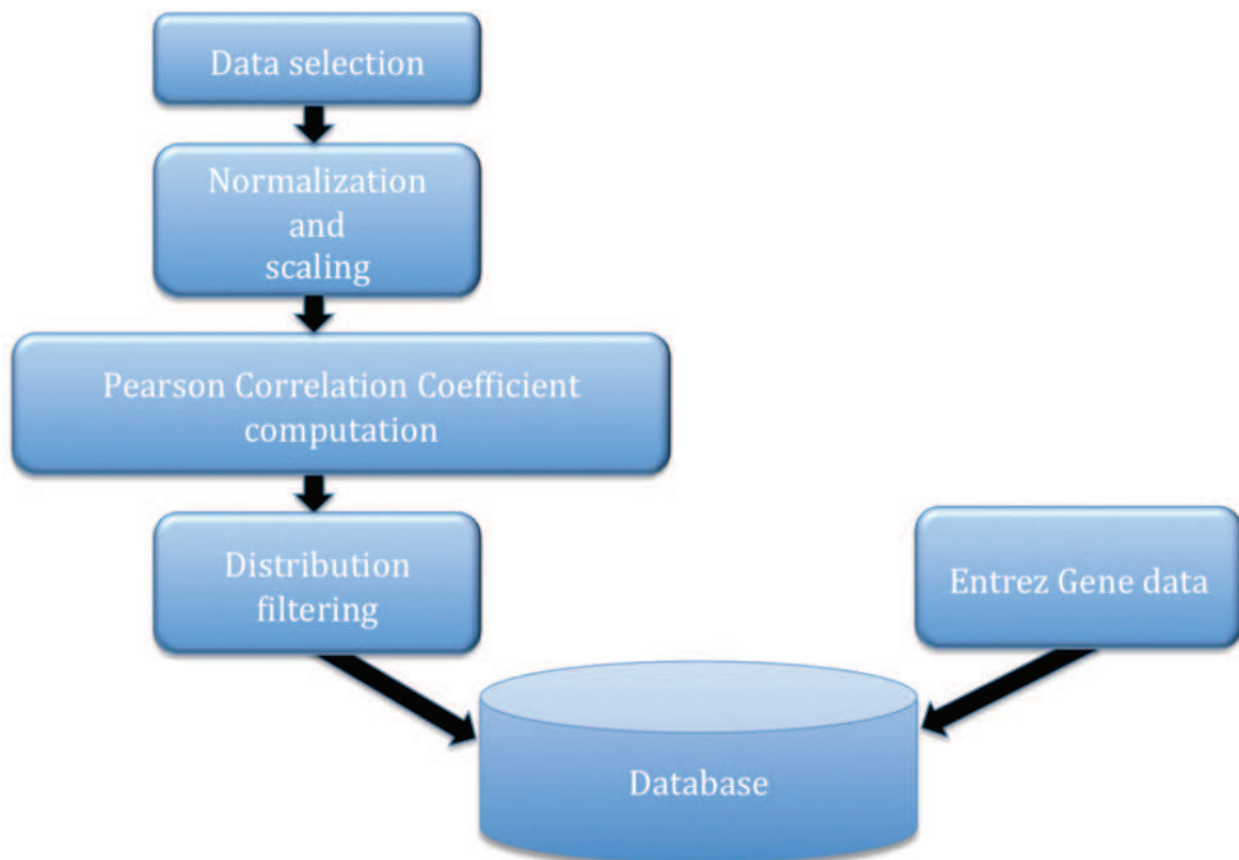 Data selection
Normalization
and
scaling
Pearson Correlation Coefficient
computation
Distribution
filtering
Entrez Gene data
Database